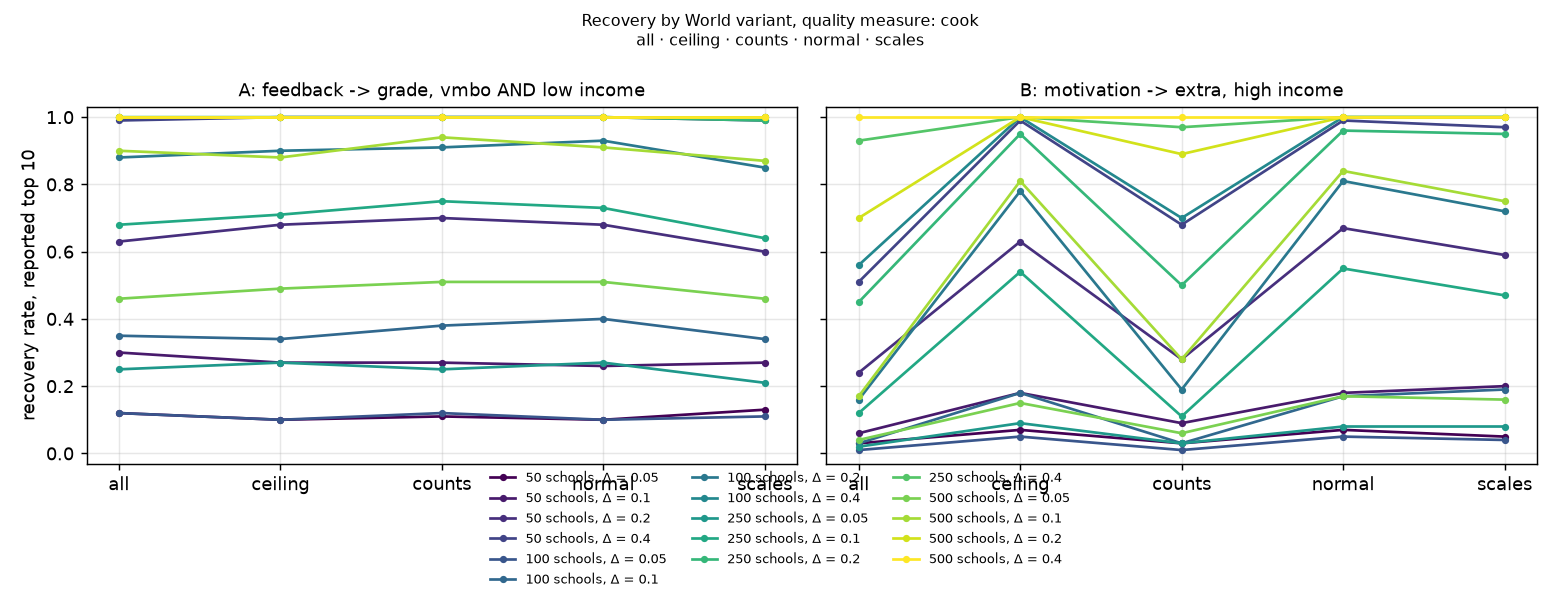 Recovery by World variant, quality measure: cook
all · ceiling · counts · normal · scales
A: feedback -> grade, vmbo AND low income
B: motivation -> extra, high income
recovery rate, reported top 10
1.0
0.8
0.6
0.4
0.2
0.0
all ceiling counts normal scales
all ceiling counts normal scales
50 schools, Δ = 0.05
50 schools, Δ = 0.1
50 schools, Δ = 0.2
50 schools, Δ = 0.4
100 schools, Δ = 0.05
100 schools, Δ = 0.1
100 schools, Δ = 0.2
100 schools, Δ = 0.4
250 schools, Δ = 0.05
250 schools, Δ = 0.1
250 schools, Δ = 0.2
250 schools, Δ = 0.4
500 schools, Δ = 0.05
500 schools, Δ = 0.1
500 schools, Δ = 0.2
500 schools, Δ = 0.4